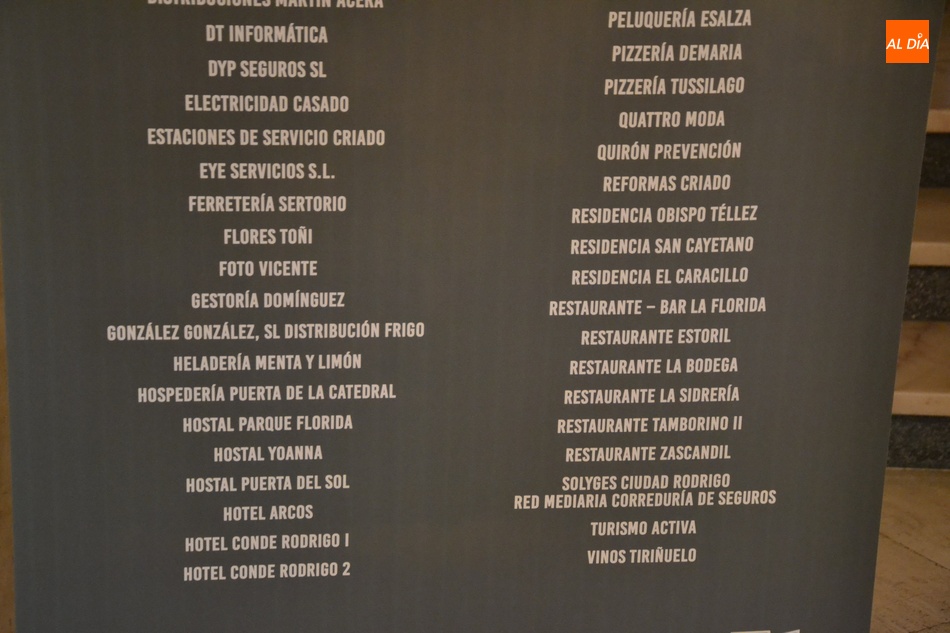 DISTRIBUCIONES MARTÍN ACERA
DT INFORMÁTICA
DYP SEGUROS SL
ELECTRICIDAD CASADO
ESTACIONES DE SERVICIO CRIADO
EYE SERVICIOS S.L.
FERRETERÍA SERTORIO
FLORES TOÑI
FOTO VICENTE
GESTORÍA DOMÍNGUEZ
GONZÁLEZ GONZÁLEZ, SL DISTRIBUCIÓN FRIGO
HELADERÍA MENTA Y LIMÓN
HOSPEDERÍA PUERTA DE LA CATEDRAL
HOSTAL PARQUE FLORIDA
HOSTAL YOANNA
HOSTAL PUERTA DEL SOL
HOTEL ARCOS
HOTEL CONDE RODRIGO I
HOTEL CONDE RODRIGO 2
PELUQUERÍA ESALZA
PIZZERÍA DEMARIA
PIZZERÍA TUSSILAGO
QUATTRO MODA
QUIRÓN PREVENCIÓN
REFORMAS CRIADO
RESIDENCIA OBISPO TÉLLEZ
RESIDENCIA SAN CAYETANO
RESIDENCIA EL CARACILLO
RESTAURANTE – BAR LA FLORIDA
RESTAURANTE ESTORIL
RESTAURANTE LA BODEGA
RESTAURANTE LA SIDRERÍA
RESTAURANTE TAMBORINO II
RESTAURANTE ZASCANDIL
SOLYGES CIUDAD RODRIGO
RED MEDIARIA CORREDURÍA DE SEGUROS
TURISMO ACTIVA
VINOS TIRIÑUELO
AL DÍA